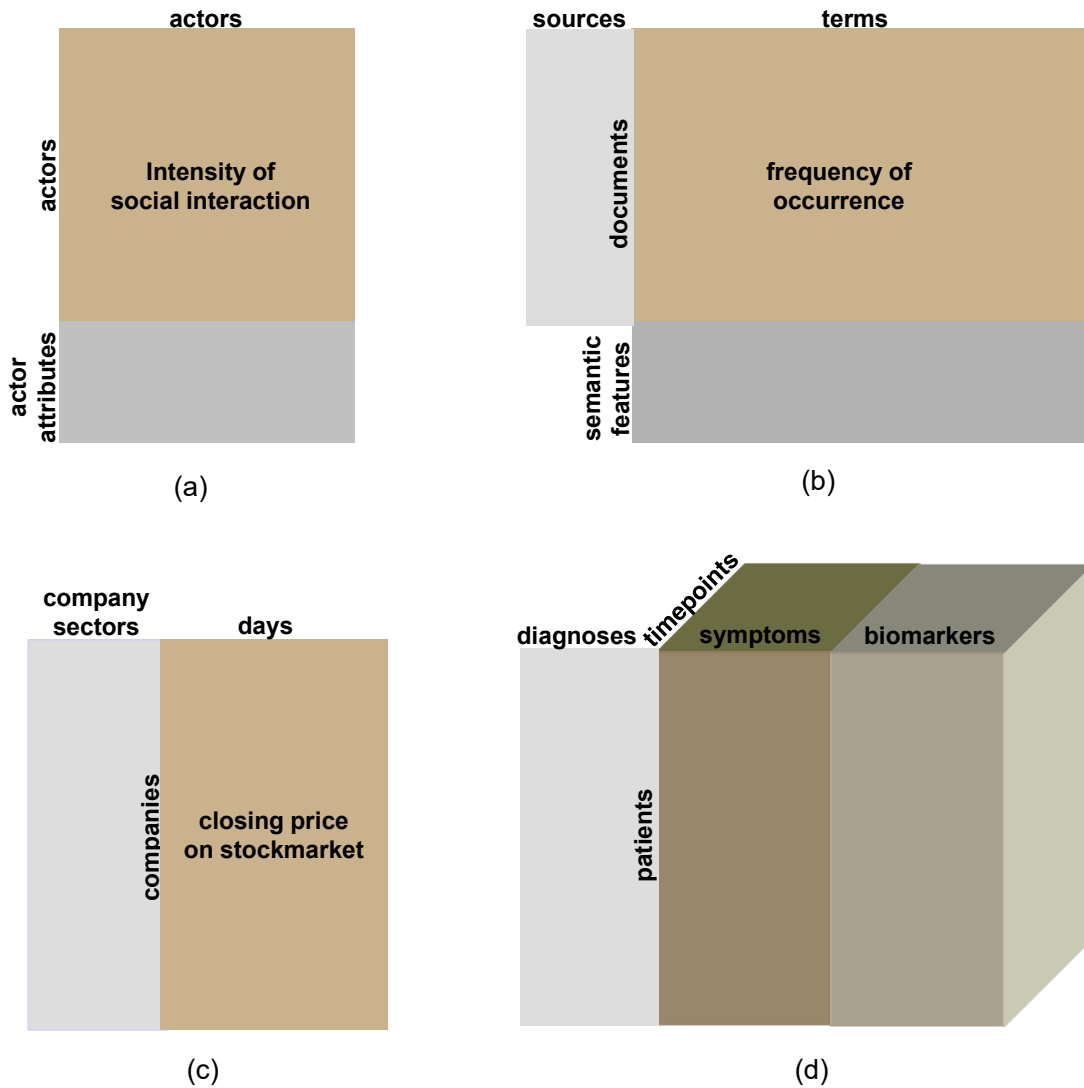 actors
actors
Intensity of
social interaction
actor
attributes
(a)
sources
terms
documents
frequency of
occurrence
semantic
features
(b)
company
sectors
days
companies
closing price
on stockmarket
(c)
timepoints
diagnoses
symptoms
biomarkers
patients
(d)